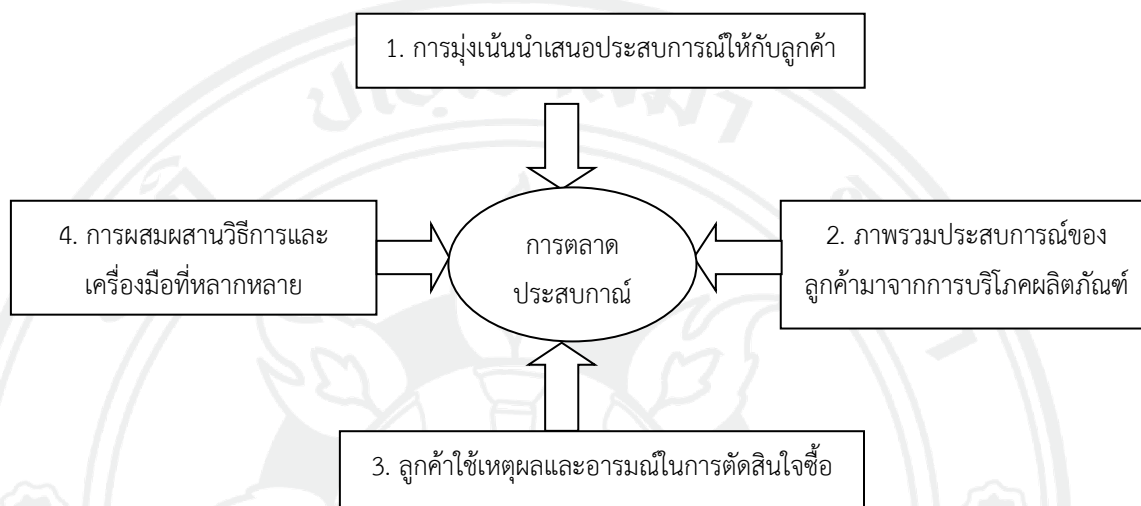 1. การมุ่งเน้นนำเสนอประสบการณ์ให้กับลูกค้า
4. การผสมผสานวิธีการและ
เครื่องมือที่หลากหลาย
การตลาด
ประสบกาณ์
2. ภาพรวมประสบการณ์ของ
ลูกค้ามาจากการบริโภคผลิตภัณฑ์
3. ลูกค้าใช้เหตุผลและอารมณ์ในการตัดสินใจซื้อ